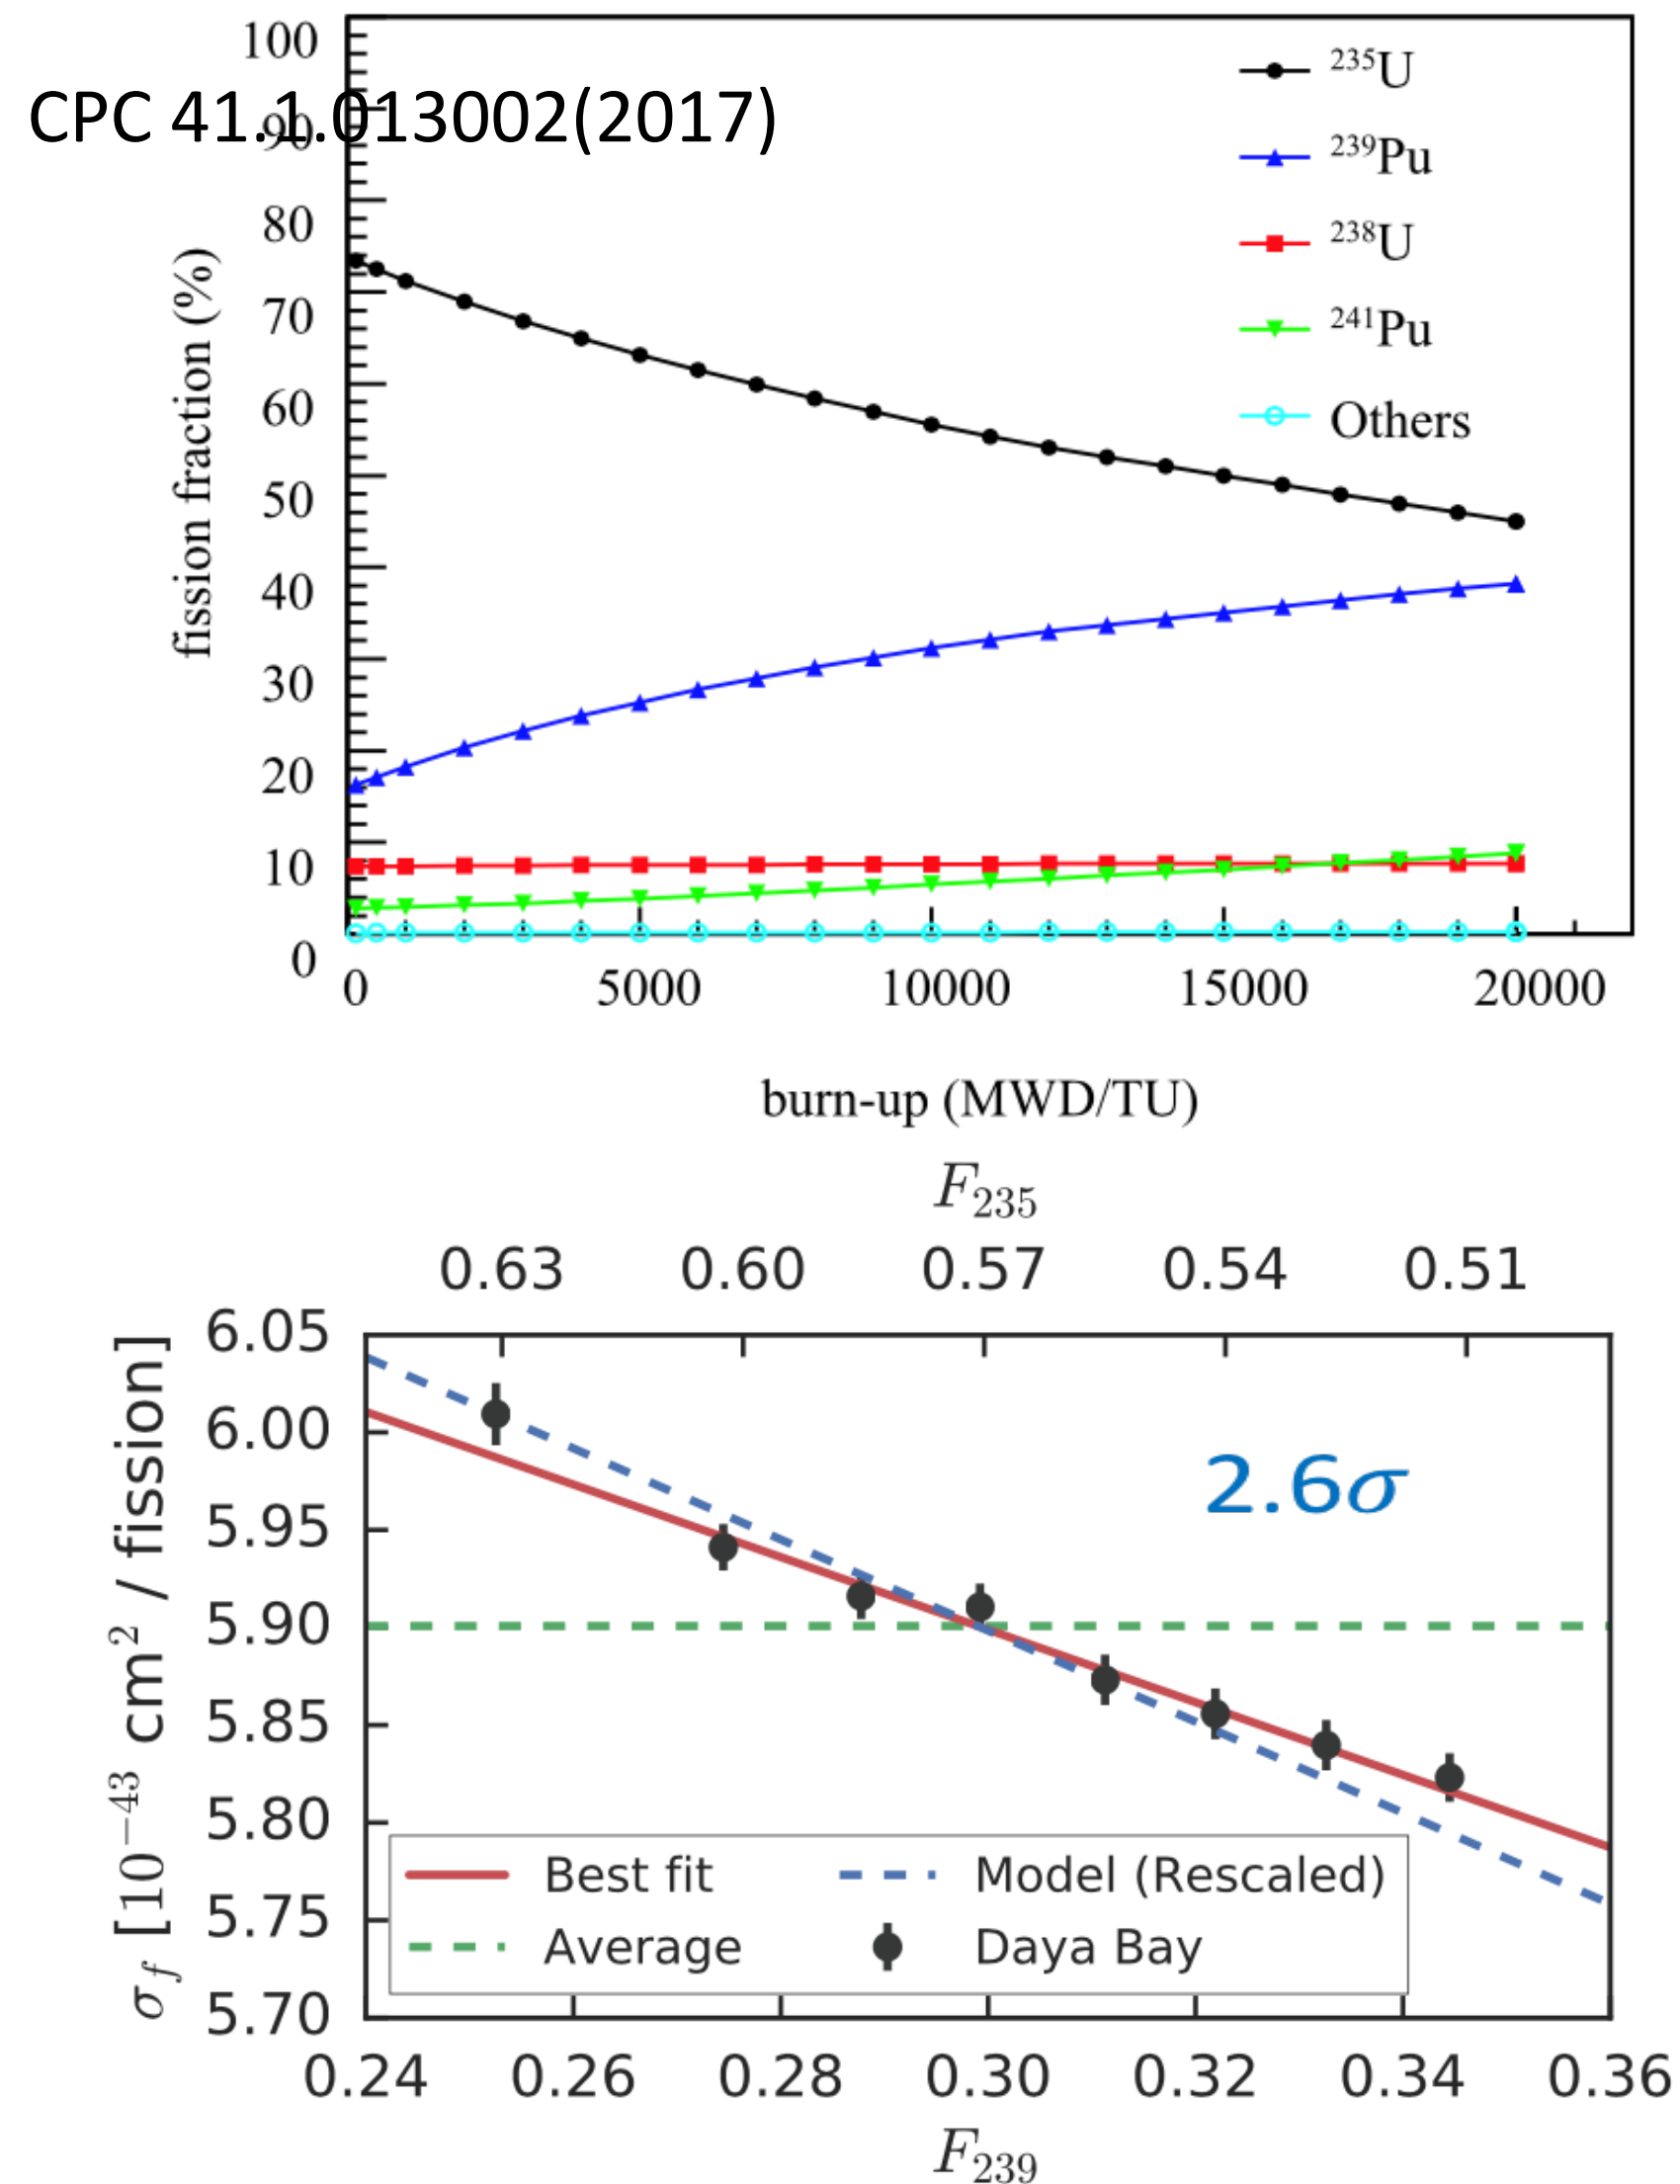 100
CPC 41.1.013002(2017)
90
80
70
60
50
40
30
20
10
0
fission fraction (%)
²³⁵U
²³⁹Pu
²³⁸U
²⁴¹Pu
Others
0 5000 10000 15000 20000
burn-up (MWD/TU)
F₂₃₅
0.63 0.60 0.57 0.54 0.51
6.05
6.00
5.95
5.90
5.85
5.80
5.75
5.70
σ_f [10⁻⁴³ cm² / fission]
2.6σ
Best fit Model (Rescaled)
Average Daya Bay
0.24 0.26 0.28 0.30 0.32 0.34 0.36
F₂₃₉